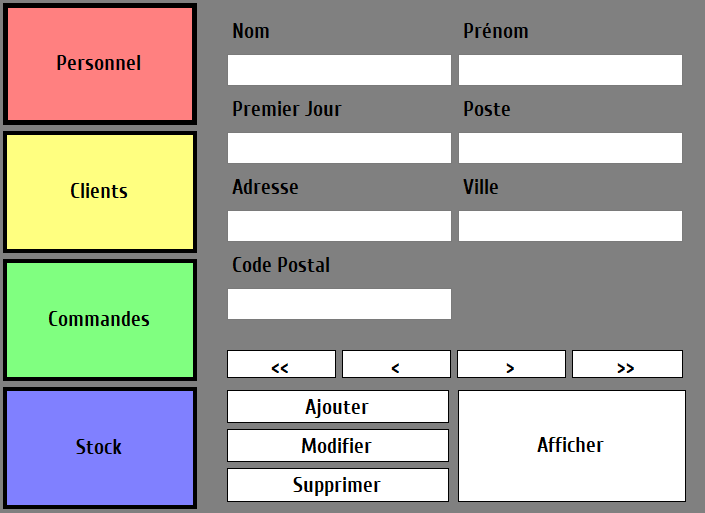 Personnel
Clients
Commandes
Stock
Nom
Prénom
Premier Jour
Poste
Adresse
Ville
Code Postal
<<
<
>
>>
Ajouter
Modifier
Supprimer
Afficher